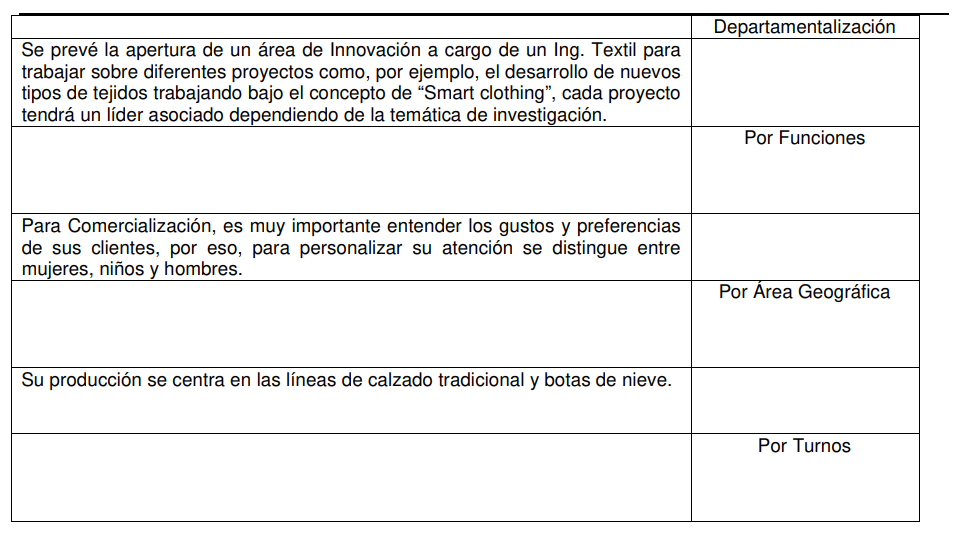 Departamentalización
Se prevé la apertura de un área de Innovación a cargo de un Ing. Textil para
trabajar sobre diferentes proyectos como, por ejemplo, el desarrollo de nuevos
tipos de tejidos trabajando bajo el concepto de “Smart clothing”, cada proyecto
tendrá un líder asociado dependiendo de la temática de investigación.
Por Funciones
Para Comercialización, es muy importante entender los gustos y preferencias
de sus clientes, por eso, para personalizar su atención se distingue entre
mujeres, niños y hombres.
Por Área Geográfica
Su producción se centra en las líneas de calzado tradicional y botas de nieve.
Por Turnos